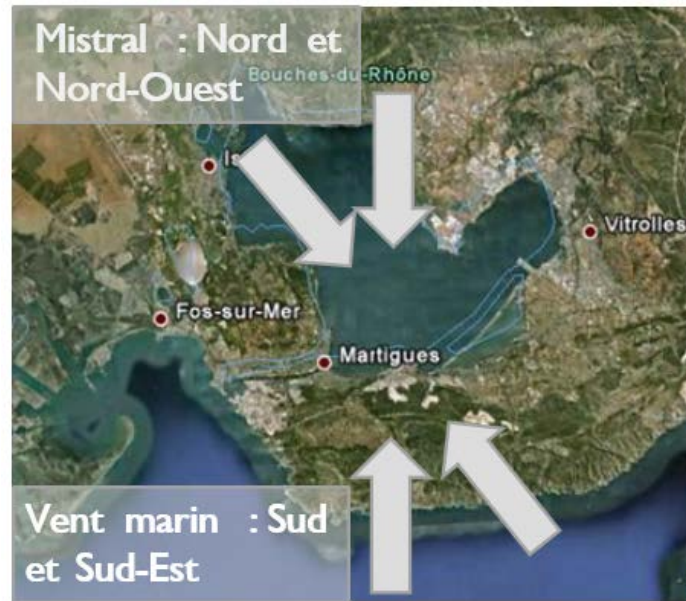 Mistral : Nord et
Nord-Ouest
Bouches-du-Rhône
Is
Vitrolles
Fos-sur-Mer
Martigues
Vent marin : Sud
et Sud-Est